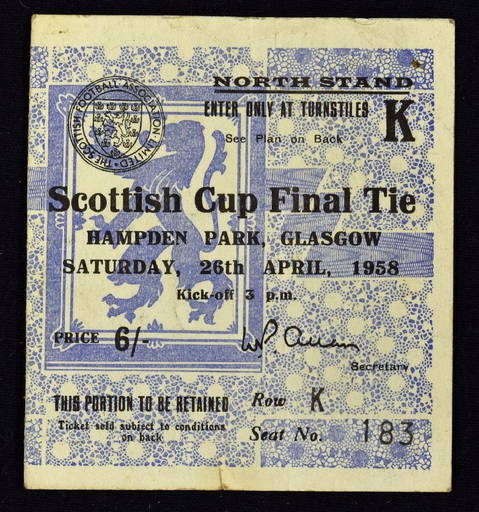 THE SCOTTISH FOOTBALL ASSOCIATION LIMITED
NORTH STAND
ENTER ONLY AT TURNSTILES K
See Plan on Back
Scottish Cup Final Tie
HAMPDEN PARK, GLASGOW
SATURDAY, 26th APRIL, 1958
Kick-off 3 p.m.
PRICE 6/-
Secretary
THIS PORTION TO BE RETAINED
Ticket sold subject to conditions
on back
Row K
Seat No. 183